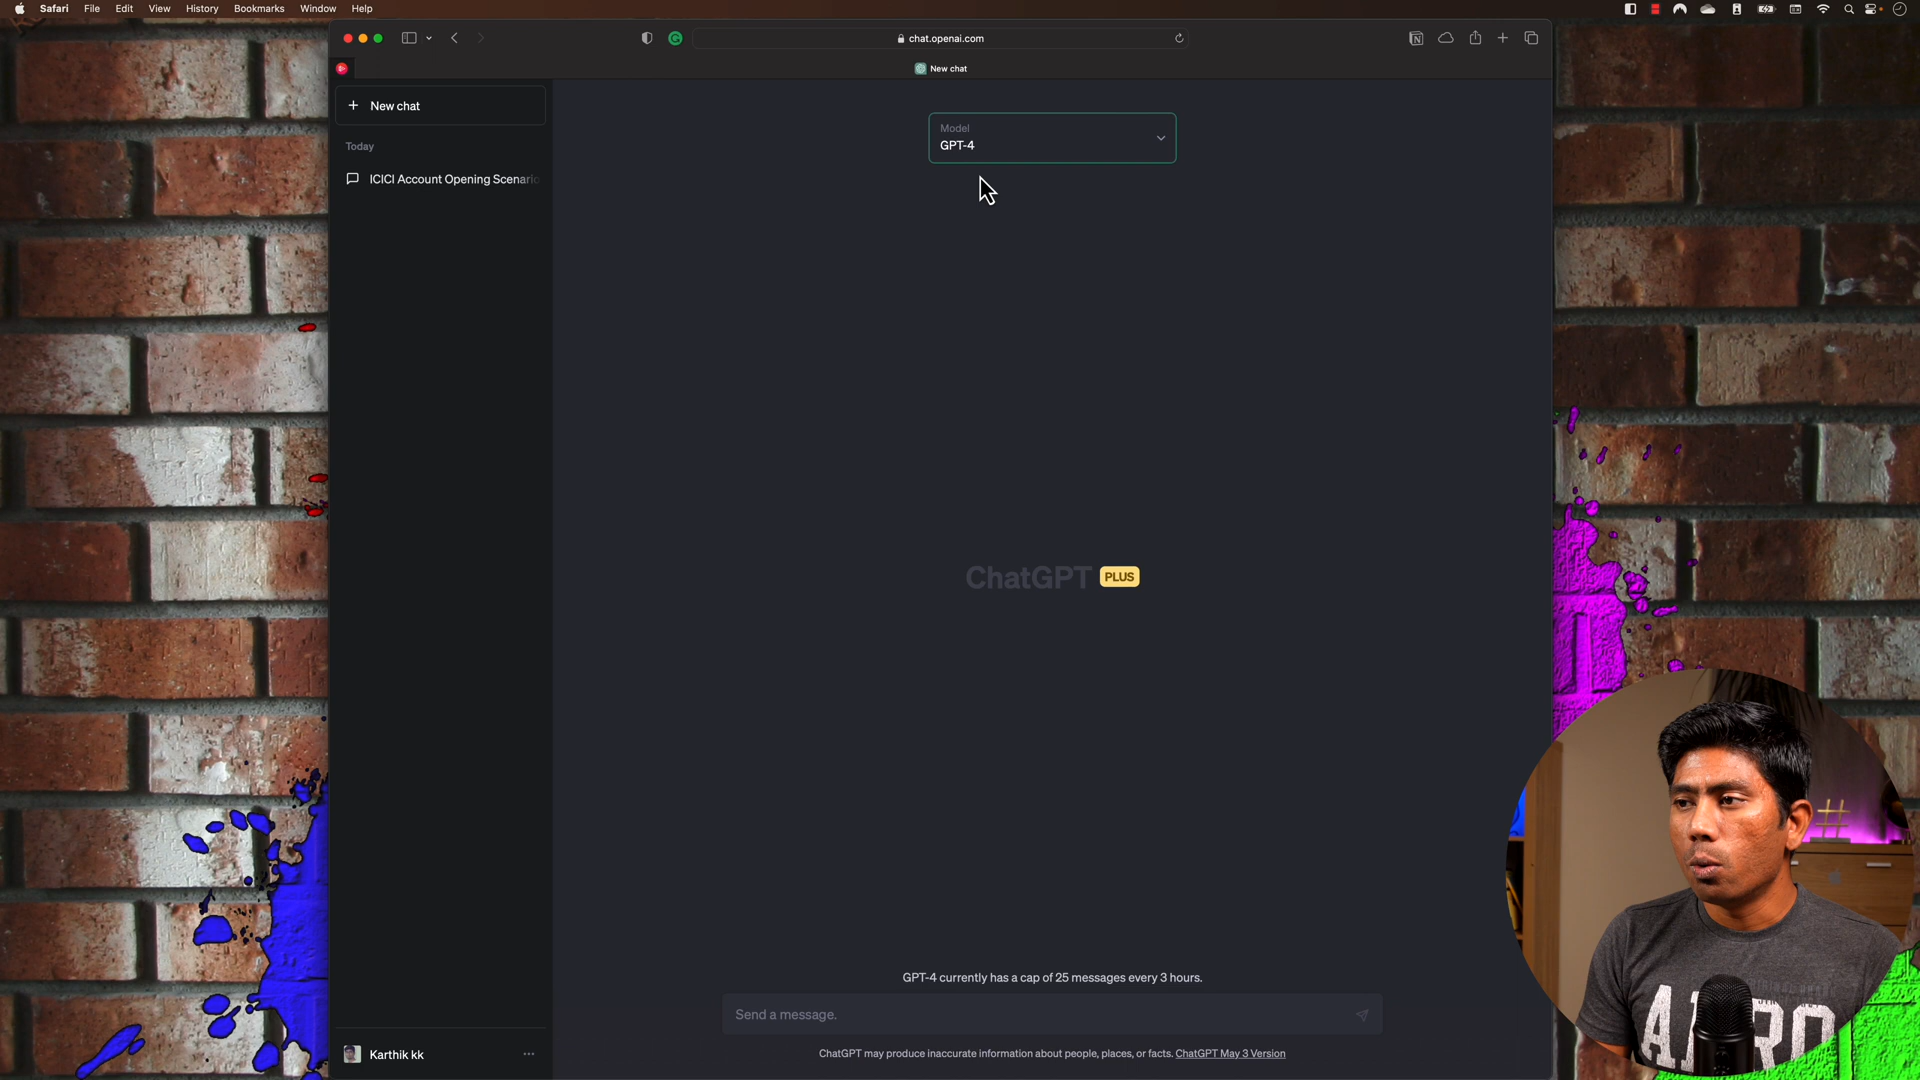 Safari File Edit View History Bookmarks Window Help
chat.openai.com
New chat
New chat
Today
ICICI Account Opening Scenario
Model
GPT-4
ChatGPT PLUS
GPT-4 currently has a cap of 25 messages every 3 hours.
Send a message.
ChatGPT may produce inaccurate information about people, places, or facts. ChatGPT May 3 Version
Karthik kk